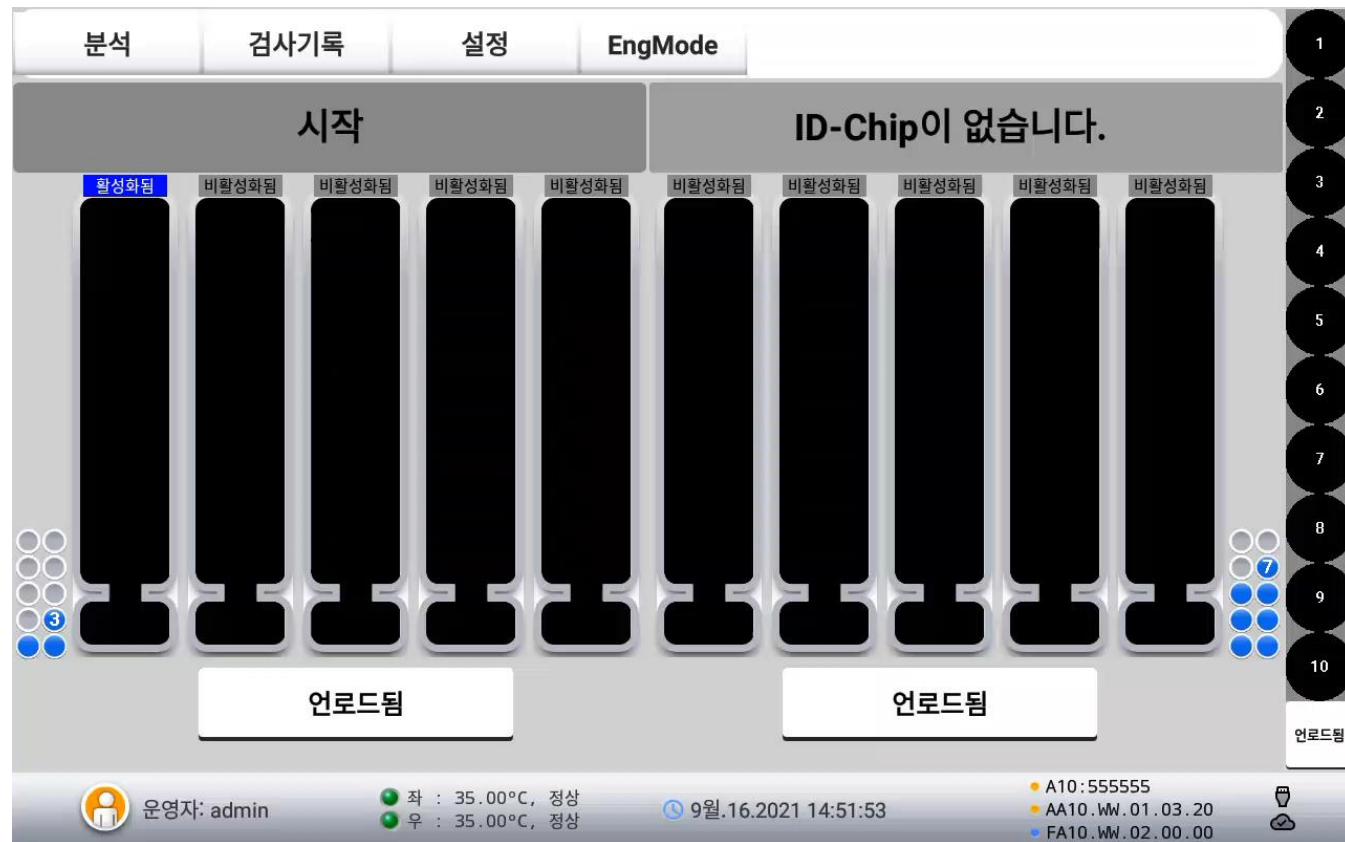 분석 검사기록 설정 EngMode
시작 ID-Chip이 없습니다.
활성화됨 비활성화됨 비활성화됨 비활성화됨 비활성화됨 비활성화됨 비활성화됨 비활성화됨 비활성화됨 비활성화됨
3
7
언로드됨 언로드됨
1
2
3
4
5
6
7
8
9
10
언로드됨
운영자: admin
좌 : 35.00°C, 정상
우 : 35.00°C, 정상
9월.16.2021 14:51:53
A10:555555
AA10.WW.01.03.20
FA10.WW.02.00.00